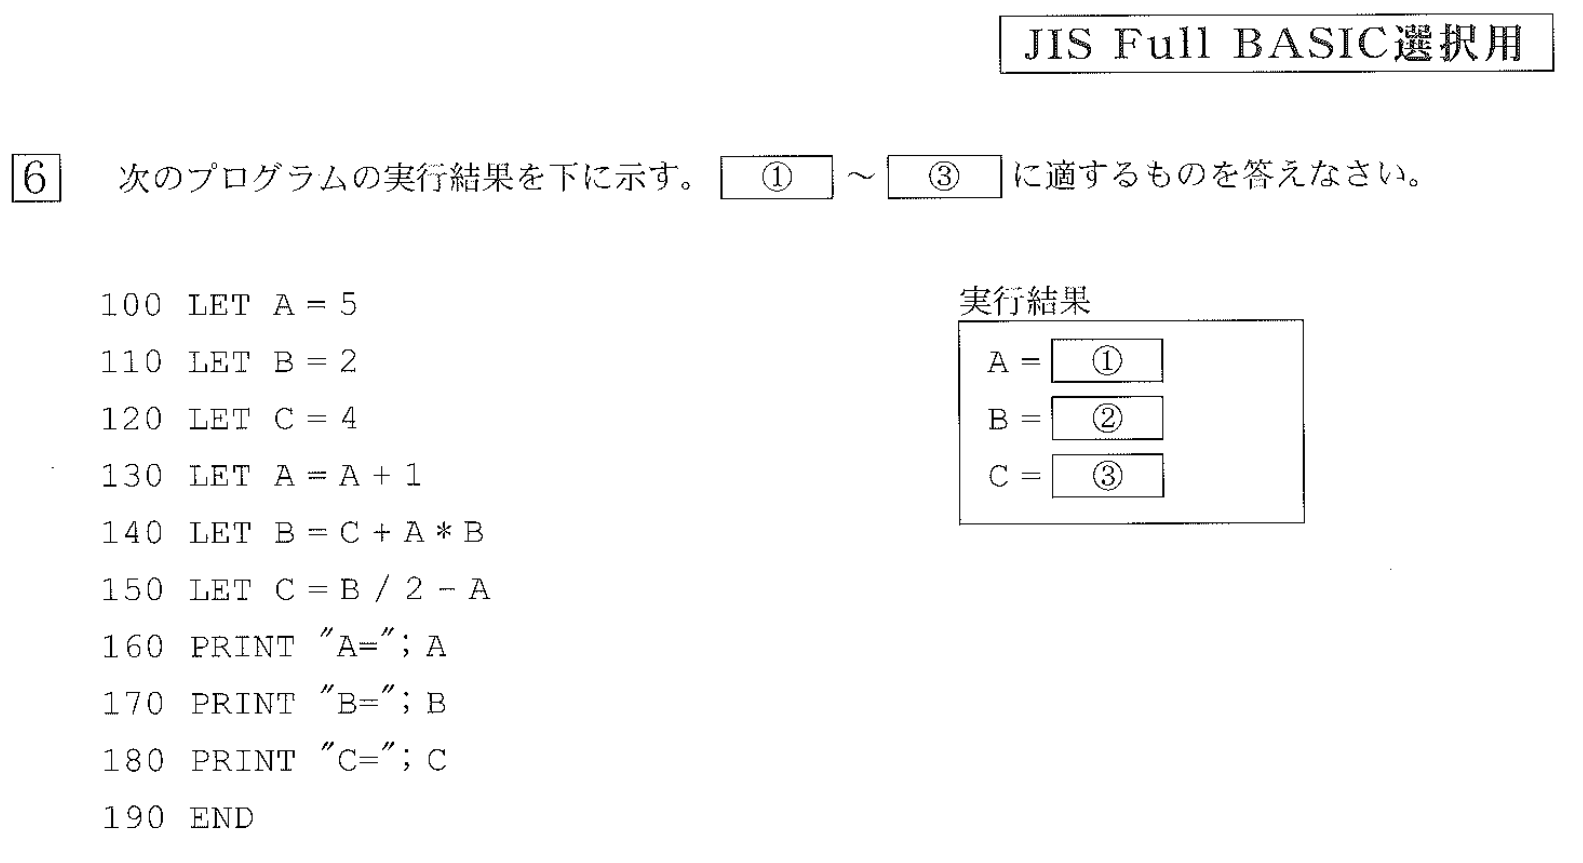 JIS Full BASIC選択用
6 次のプログラムの実行結果を下に示す。 ① ～ ③ に適するものを答えなさい。
100 LET A = 5
110 LET B = 2
120 LET C = 4
130 LET A = A + 1
140 LET B = C + A * B
150 LET C = B / 2 - A
160 PRINT "A="; A
170 PRINT "B="; B
180 PRINT "C="; C
190 END
実行結果
A = ①
B = ②
C = ③